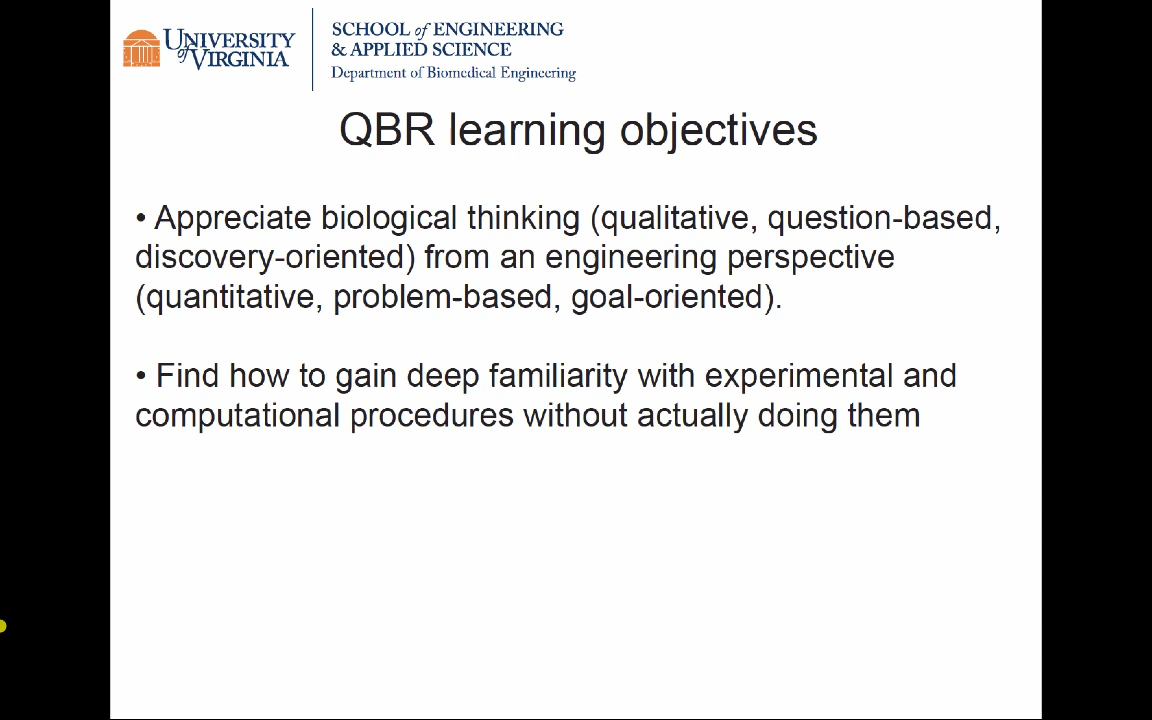 UNIVERSITY
of VIRGINIA
SCHOOL of ENGINEERING
& APPLIED SCIENCE
Department of Biomedical Engineering
QBR learning objectives
• Appreciate biological thinking (qualitative, question-based,
discovery-oriented) from an engineering perspective
(quantitative, problem-based, goal-oriented).
• Find how to gain deep familiarity with experimental and
computational procedures without actually doing them